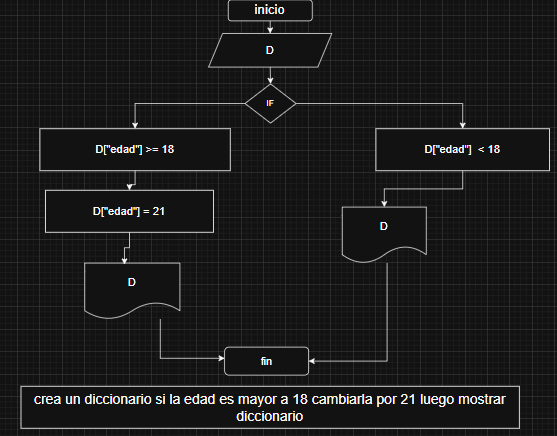 inicio
D
IF
D["edad"] >= 18
D["edad"] < 18
D["edad"] = 21
D
D
fin
crea un diccionario si la edad es mayor a 18 cambiarla por 21 luego mostrar
diccionario